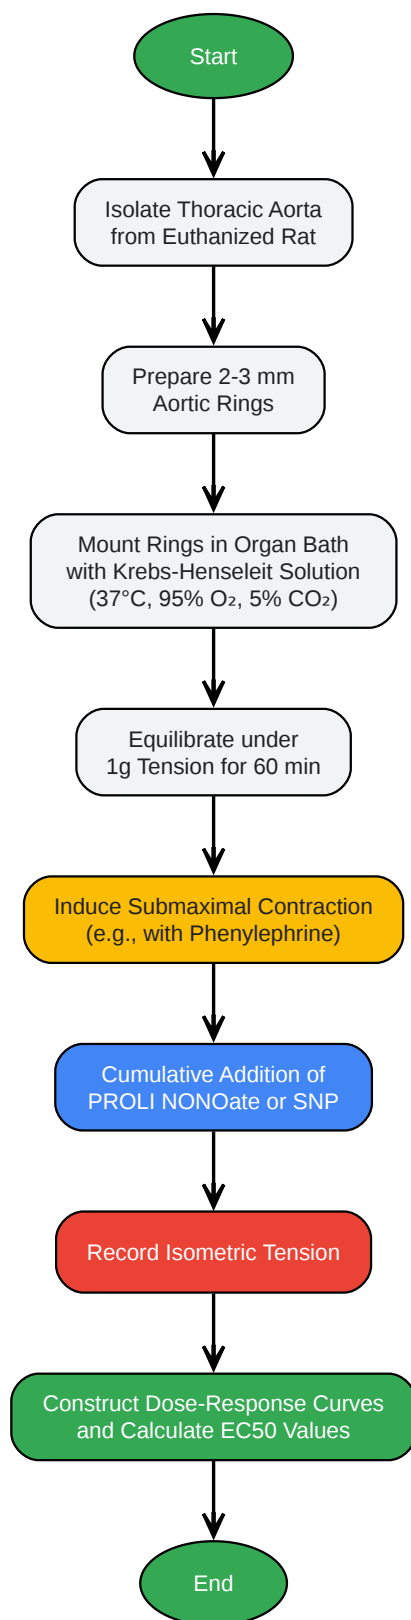 Start
Isolate Thoracic Aorta
from Euthanized Rat
Prepare 2-3 mm
Aortic Rings
Mount Rings in Organ Bath
with Krebs-Henseleit Solution
(37°C, 95% O₂, 5% CO₂)
Equilibrate under
1g Tension for 60 min
Induce Submaximal Contraction
(e.g., with Phenylephrine)
Cumulative Addition of
PROLI NONOate or SNP
Record Isometric Tension
Construct Dose-Response Curves
and Calculate EC50 Values
End